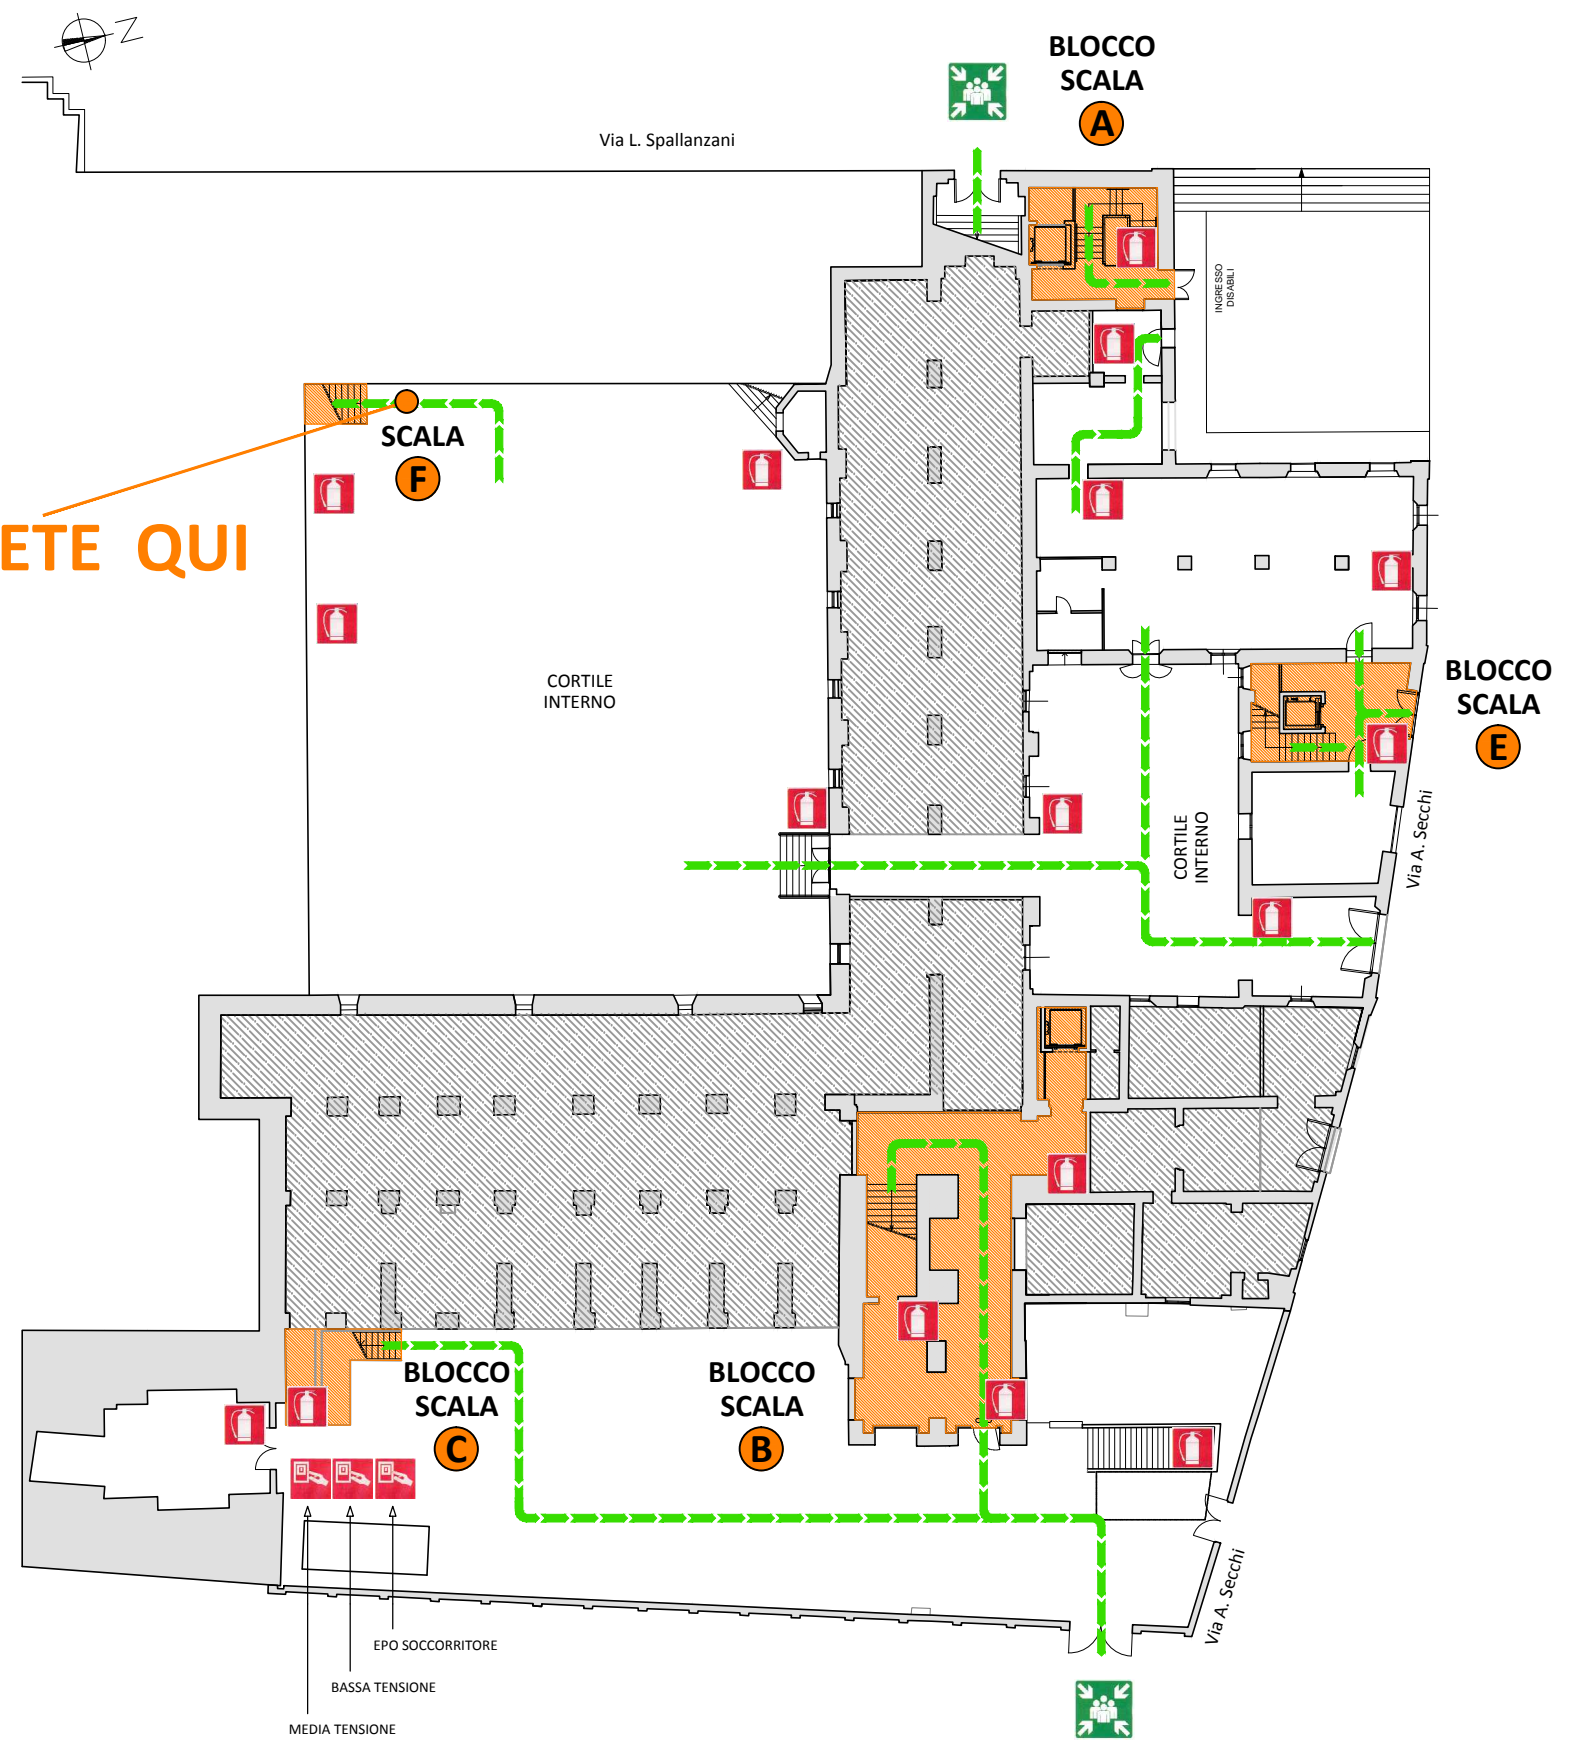 Z
BLOCCO
SCALA
A
Via L. Spallanzani
INGRESSO
DISABILI
SCALA
F
ETE QUI
CORTILE
INTERNO
BLOCCO
SCALA
E
CORTILE
INTERNO
Via A. Secchi
BLOCCO
SCALA
C
BLOCCO
SCALA
B
Via A. Secchi
EPO SOCCORRITORE
BASSA TENSIONE
MEDIA TENSIONE